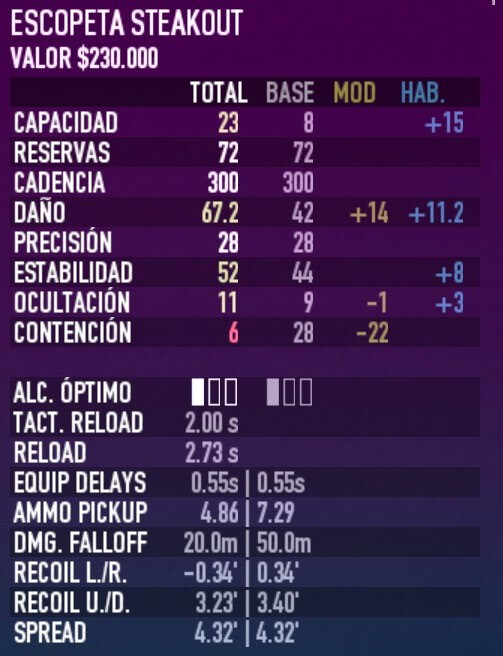 ESCOPETA STEAKOUT
VALOR $230.000
TOTAL BASE MOD HAB.
CAPACIDAD 23 8 +15
RESERVAS 72 72
CADENCIA 300 300
DAÑO 67.2 42 +14 +11.2
PRECISIÓN 28 28
ESTABILIDAD 52 44 +8
OCULTACIÓN 11 9 -1 +3
CONTENCIÓN 6 28 -22
ALC. ÓPTIMO
TACT. RELOAD 2.00 s
RELOAD 2.73 s
EQUIP DELAYS 0.55s | 0.55s
AMMO PICKUP 4.86 | 7.29
DMG. FALLOFF 20.0m | 50.0m
RECOIL L./R. -0.34' | 0.34'
RECOIL U./D. 3.23' | 3.40'
SPREAD 4.32' | 4.32'